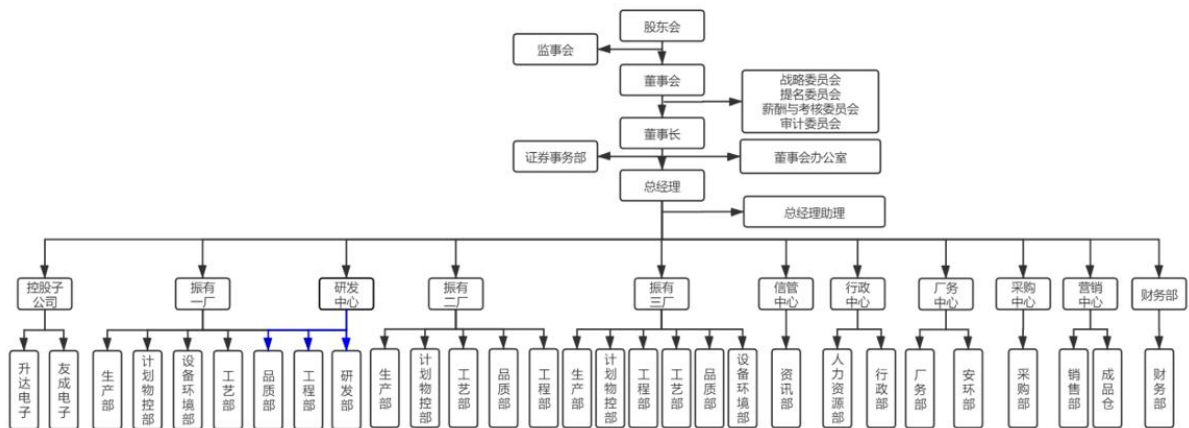 股东会
监事会
董事会
战略委员会
提名委员会
薪酬与考核委员会
审计委员会
董事长
证券事务部
董事会办公室
总经理
总经理助理
控股子
公司
振有
一厂
研发
中心
振有
二厂
振有
三厂
信管
中心
行政
中心
厂务
中心
采购
中心
营销
中心
财务部
升达电子
友成电子
生产部
计划物控部
设备环境部
工艺部
品质部
工程部
研发部
生产部
计划物控部
工艺部
品质部
工程部
生产部
计划物控部
工程部
工艺部
品质部
设备环境部
资讯部
人力资源部
行政部
厂务部
安环部
采购部
销售部
成品仓
财务部